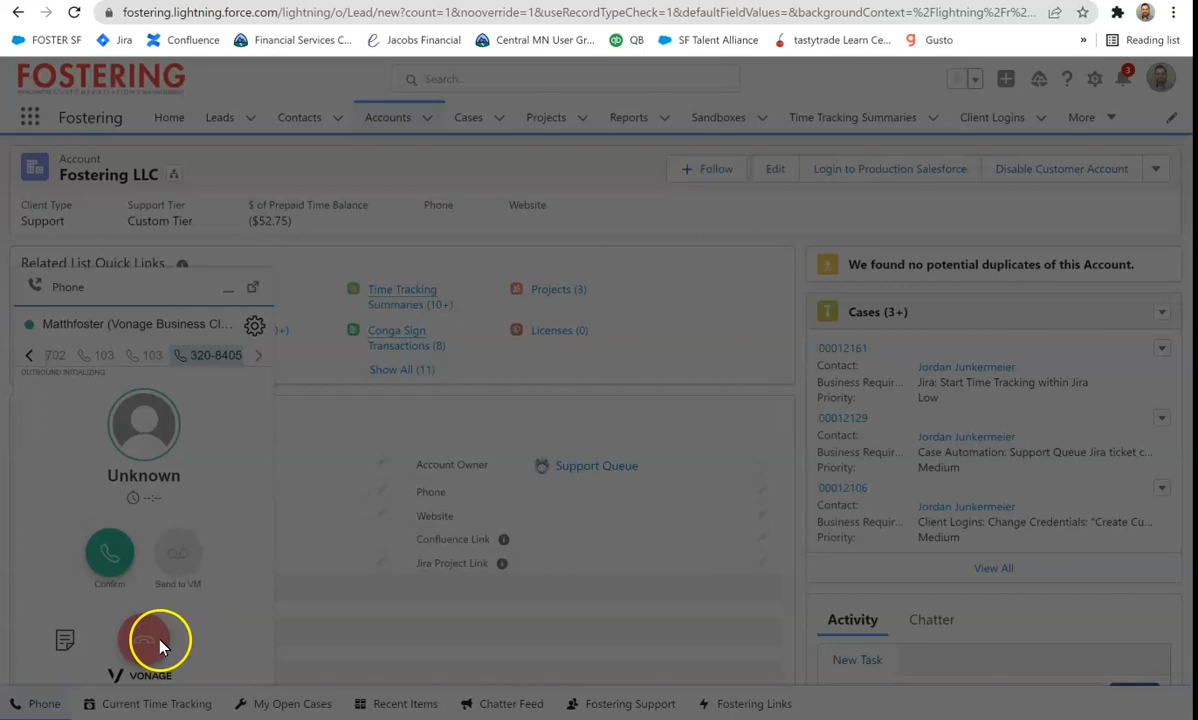 fostering.lightning.force.com/lightning/o/Lead/new?count=1&nooverride=1&useRecordTypeCheck=1&defaultFieldValues=&backgroundContext=%2Flightning%2Fr%2...
FOSTER SF Jira Confluence Financial Services C... Jacobs Financial Central MN User Gr... QB SF Talent Alliance tastytrade Learn Ce... Gusto » Reading list
FOSTERING Search... 3
Fostering Home Leads Contacts Accounts Cases Projects Reports Sandboxes Time Tracking Summaries Client Logins More
Account
Fostering LLC
+ Follow Edit Login to Production Salesforce Disable Customer Account
Client Type Support Tier $ of Prepaid Time Balance Phone Website
Support Custom Tier ($52.75)
Related List Quick Links
We found no potential duplicates of this Account.
Phone
Time Tracking
Summaries (10+)
Projects (3)
Cases (3+)
Matthfoster (Vonage Business Cl...
0+)
Conga Sign
Transactions (8)
Licenses (0)
702 103 103 320-8405
OUTBOUND INITIALIZING
Show All (11)
00012161
Contact: Jordan Junkermeier
Business Requir... Jira: Start Time Tracking within Jira
Priority: Low
00012129
Contact: Jordan Junkermeier
Business Requir... Case Automation: Support Queue Jira ticket c...
Priority: Medium
00012106
Contact: Jordan Junkermeier
Business Requir... Client Logins: Change Credentials: "Create Cu...
Priority: Medium
View All
Unknown
--:--
Account Owner Support Queue
Phone
Website
Confluence Link
Jira Project Link
Confirm Send to VM
VONAGE
Activity Chatter
New Task
Phone Current Time Tracking My Open Cases Recent Items Chatter Feed Fostering Support Fostering Links